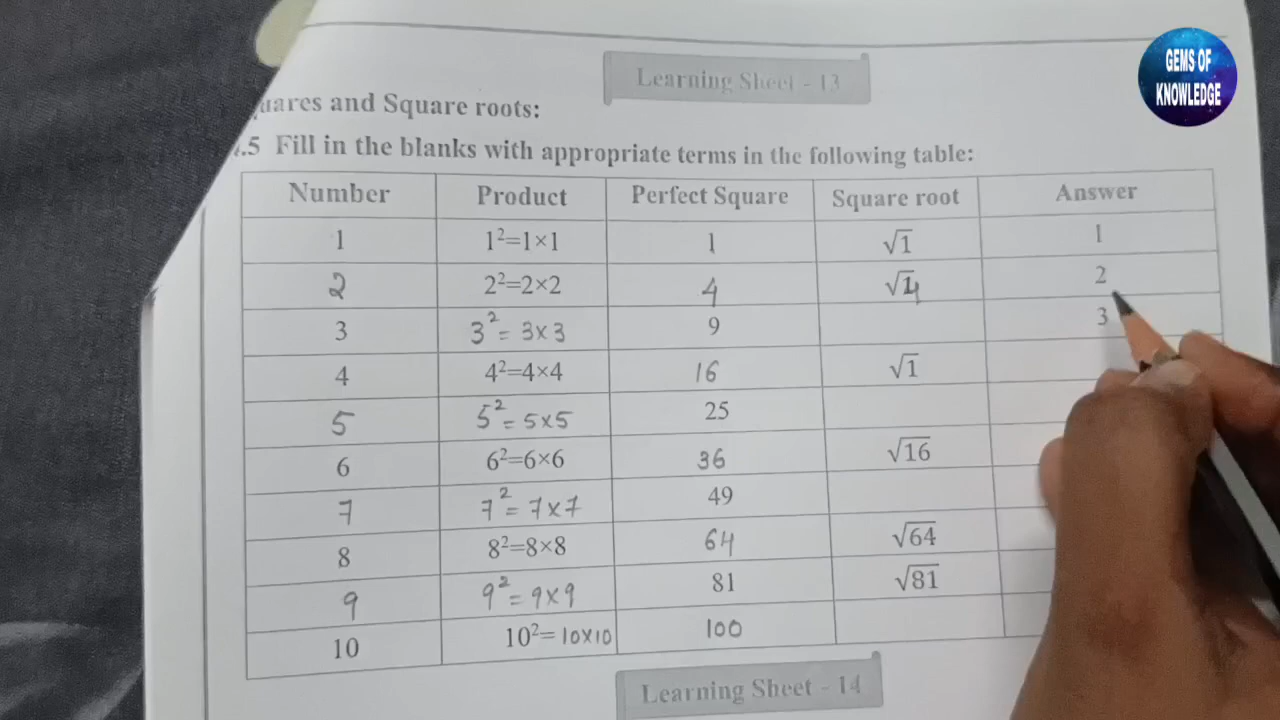 GEMS OF
KNOWLEDGE
Learning Sheet - 13
uares and Square roots:
.5 Fill in the blanks with appropriate terms in the following table:
Number Product Perfect Square Square root Answer
1 1²=1×1 1 √1 1
2 2²=2×2 4 √4 2
3 3²= 3×3 9 3
4 4²=4×4 16 √1
5 5²= 5×5 25
6 6²=6×6 36 √16
7 7²= 7×7 49
8 8²=8×8 64 √64
9 9²= 9×9 81 √81
10 10²= 10×10 100
Learning Sheet - 14